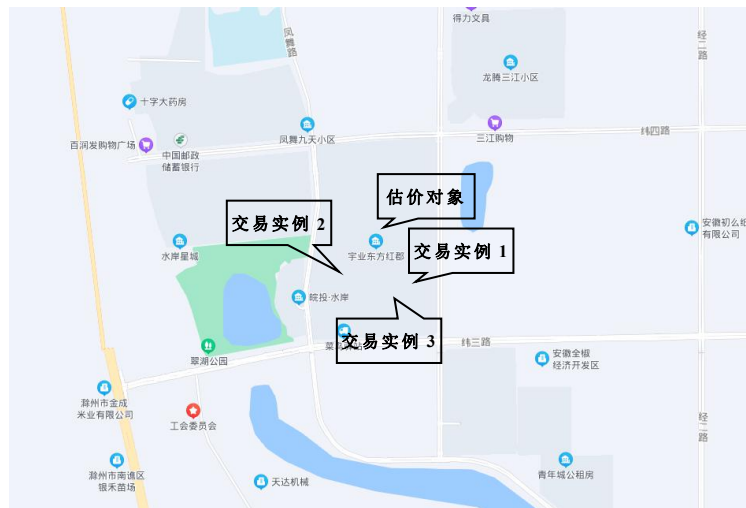 得力文具
凤舞路
经二路
龙腾三江小区
十字大药房
凤舞九天小区
三江购物
纬四路
百润发购物广场
中国邮政
储蓄银行
估价对象
交易实例 2
安徽初么纸
有限公司
水岸星城
宇业东方红郡
交易实例 1
皖投·水岸
交易实例 3
纬三路
翠湖公园
安徽全椒
经济开发区
滁州市金成
米业有限公司
工会委员会
经二路
滁州市南谯区
银禾苗场
天达机械
青年城公租房